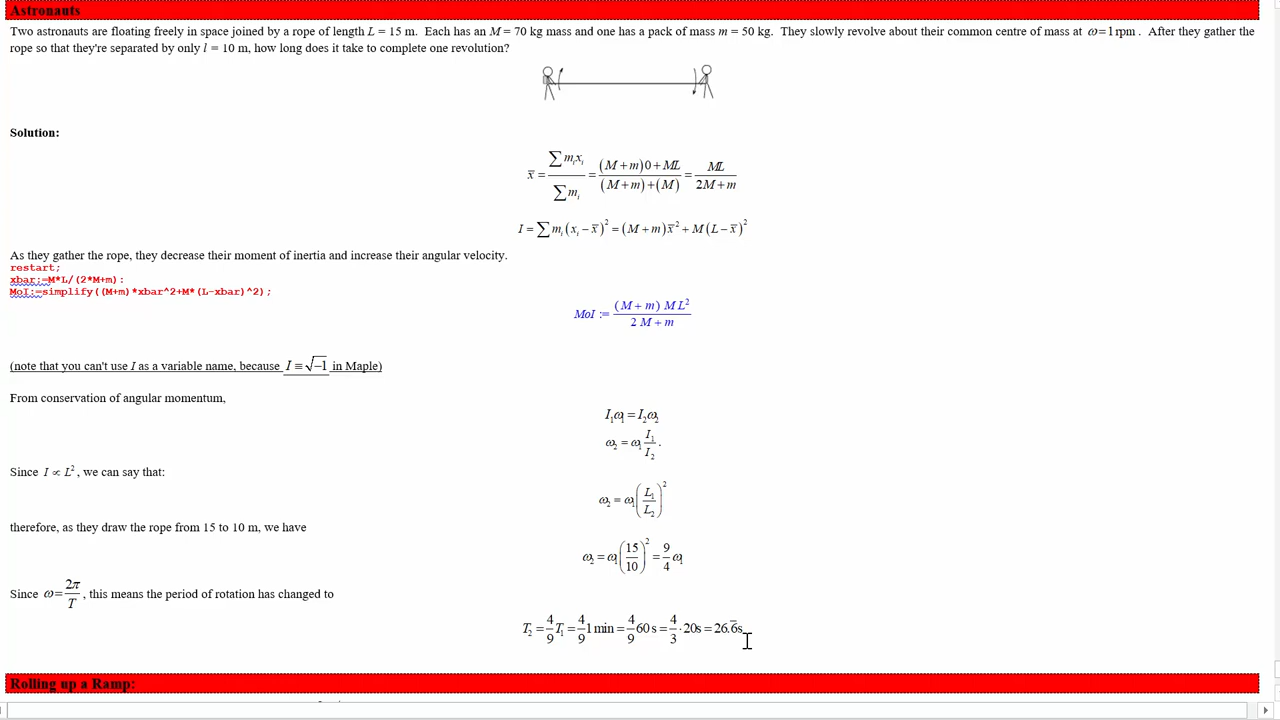 Astronauts
Two astronauts are floating freely in space joined by a rope of length L = 15 m. Each has an M = 70 kg mass and one has a pack of mass m = 50 kg. They slowly revolve about their common centre of mass at ω=1rpm . After they gather the
rope so that they're separated by only l = 10 m, how long does it take to complete one revolution?
Solution:
x̄ = ∑mᵢxᵢ / ∑mᵢ = ((M+m)0+ML) / ((M+m)+(M)) = ML / (2M+m)
I = ∑mᵢ(xᵢ−x̄)² = (M+m)x̄² + M(L−x̄)²
As they gather the rope, they decrease their moment of inertia and increase their angular velocity.
restart;
xbar:=M*L/(2*M+m):
MoI:=simplify((M+m)*xbar^2+M*(L-xbar)^2);
MoI := (M + m) M L² / (2 M + m)
(note that you can't use I as a variable name, because I ≡ √−1 in Maple)
From conservation of angular momentum,
I₁ω₁ = I₂ω₂
ω₂ = ω₁ I₁/I₂ .
Since I ∝ L², we can say that:
ω₂ = ω₁(L₁/L₂)²
therefore, as they draw the rope from 15 to 10 m, we have
ω₂ = ω₁(15/10)² = 9/4 ω₁
Since ω = 2π/T , this means the period of rotation has changed to
T₂ = 4/9 T₁ = 4/9 1 min = 4/9 60 s = 4/3 · 20s = 26.6̅s
Rolling up a Ramp: